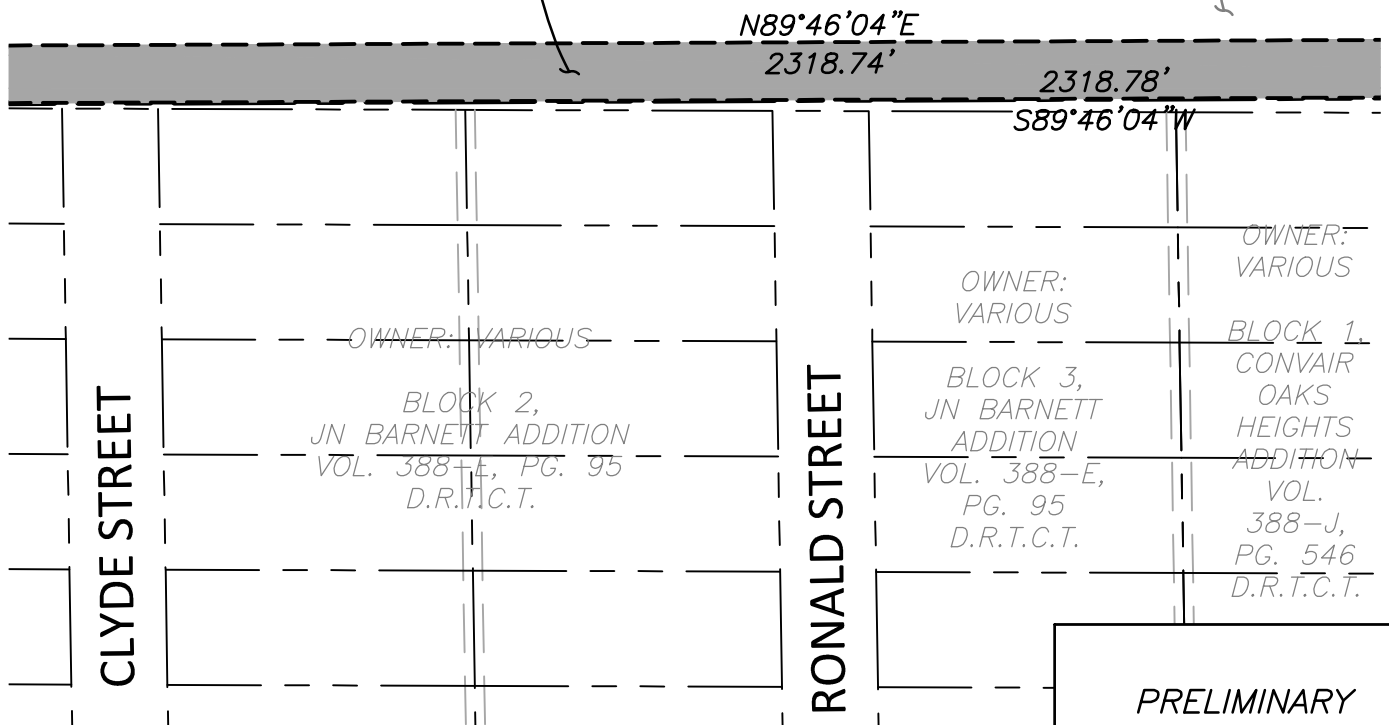 N89°46'04"E
2318.74'
2318.78'
S89°46'04"W
OWNER: VARIOUS
BLOCK 2,
JN BARNETT ADDITION
VOL. 388-E, PG. 95
D.R.T.C.T.
OWNER:
VARIOUS
BLOCK 3,
JN BARNETT
ADDITION
VOL. 388-E,
PG. 95
D.R.T.C.T.
OWNER:
VARIOUS
BLOCK 1,
CONVAIR
OAKS
HEIGHTS
ADDITION
VOL.
388-J,
PG. 546
D.R.T.C.T.
CLYDE STREET
RONALD STREET
PRELIMINARY